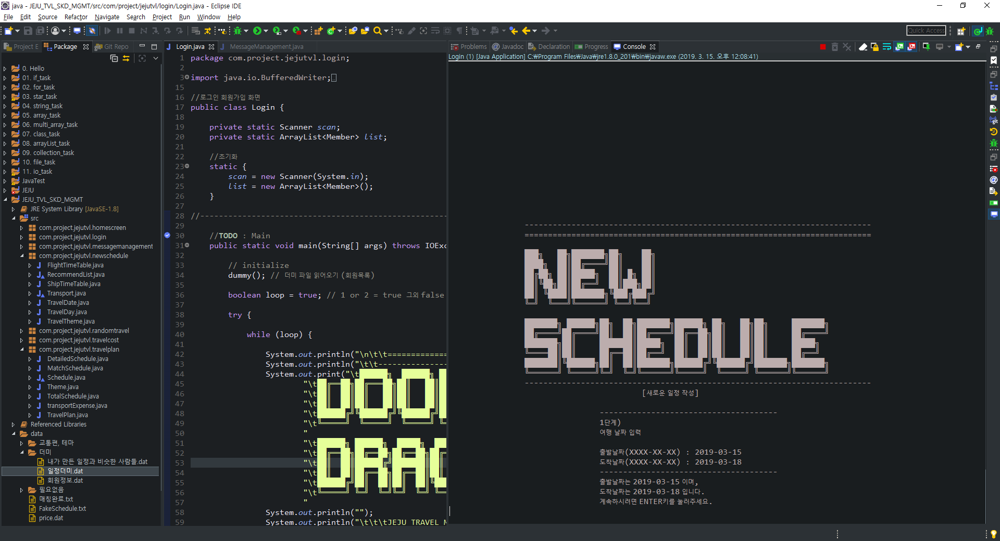 java - JEJU_TVL_SKD_MGMT/src/com/project/jejutvl/login/Login.java - Eclipse IDE
File Edit Source Refactor Navigate Search Project Run Window Help
Quick Access
Project E Package Git Repo
0. Hello
01. if_task
02. for_task
03. star_task
04. string_task
05. array_task
06. multi_array_task
07. class_task
08. arrayList_task
09. collection_task
10. file_task
11. io_task
JavaTest
JEJU
JEJU_TVL_SKD_MGMT
JRE System Library [JavaSE-1.8]
src
com.project.jejutvl.homescreen
com.project.jejutvl.login
com.project.jejutvl.messagemanagement
com.project.jejutvl.newschedule
FlightTimeTable.java
RecommendList.java
ShipTimeTable.java
Transport.java
TravelDate.java
TravelDay.java
TravelTheme.java
com.project.jejutvl.randomtravel
com.project.jejutvl.travelcost
com.project.jejutvl.travelplan
DetailedSchedule.java
MatchSchedule.java
Schedule.java
Theme.java
TotalSchedule.java
transportExpense.java
TravelPlan.java
Referenced Libraries
data
교통편, 테마
더미
내가 만든 일정과 비슷한 사람들.dat
일정더미.dat
회원정보.dat
필요없음
매칭완료.txt
FakeSchedule.txt
price.dat
Login.java MessageManagement.java
1 package com.project.jejutvl.login;
2
3 import java.io.BufferedWriter;
15
16 //로그인 회원가입 화면
17 public class Login {
18
19 private static Scanner scan;
20 private static ArrayList<Member> list;
21
22 //초기화
23 static {
24 scan = new Scanner(System.in);
25 list = new ArrayList<Member>();
26 }
27
28 //-----------------------------------------------------
29
30 //TODO : Main
31 public static void main(String[] args) throws IOExc
32
33 // initialize
34 dummy(); // 더미 파일 읽어오기 (회원목록)
35
36 boolean loop = true; // 1 or 2 = true 그외 false
37
38 try {
39
40 while (loop) {
41
42 System.out.println("\n\t\t=============
43 System.out.println("\t\t---------------
44 System.out.print("\t
45 "\t
46 "\t
47 "\t
48 "\t
49 "\t
50 "
51 "\t
52 "\t
53 "\t
54 "\t
55 "\t
56 "\t
57 "
58 System.out.println("");
59 System.out.println("\t\t\tJEJU TRAVEL M
Problems Javadoc Declaration Progress Console
Login (1) [Java Application] C:₩Program Files₩Java₩jre1.8.0_201₩bin₩javaw.exe (2019. 3. 15. 오후 12:08:41)
--------------------------------------------------------------------------
==========================================================================
NEW
SCHEDULE
--------------------------------------------------------------------------
[새로운 일정 작성]
--------------------------------------
1단계)
여행 날짜 입력
출발날짜(XXXX-XX-XX) : 2019-03-15
도착날짜(XXXX-XX-XX) : 2019-03-18
--------------------------------------
출발날짜는 2019-03-15 이며,
도착날짜는 2019-03-18 입니다.
계속하시려면 ENTER키를 눌러주세요.